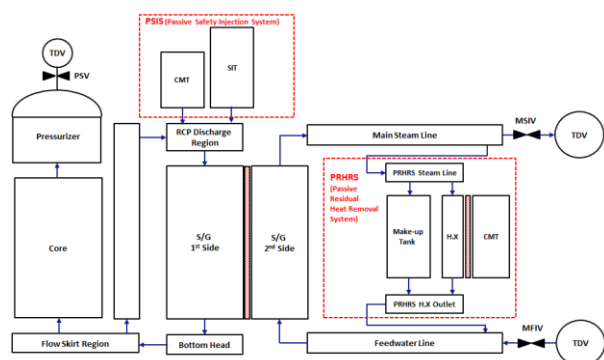 PSIS (Passive Safety Injection System)
TDV
PSV
CMT
SIT
Pressurizer
RCP Discharge
Region
Main Steam Line
MSIV
TDV
PRHRS
(Passive
Residual
Heat Removal
System)
PRHRS Steam Line
Core
S/G
1st Side
S/G
2nd Side
Make-up
Tank
H.X
CMT
PRHRS H.X Outlet
Flow Skirt Region
Bottom Head
Feedwater Line
MFIV
TDV